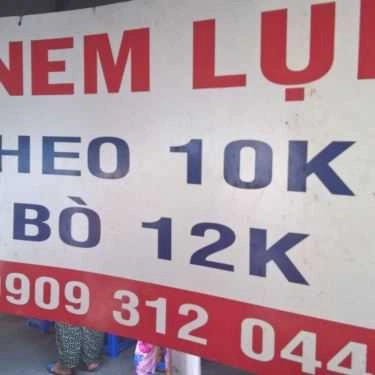 NEM LỤI
HEO 10K
BÒ 12K
0909 312 044